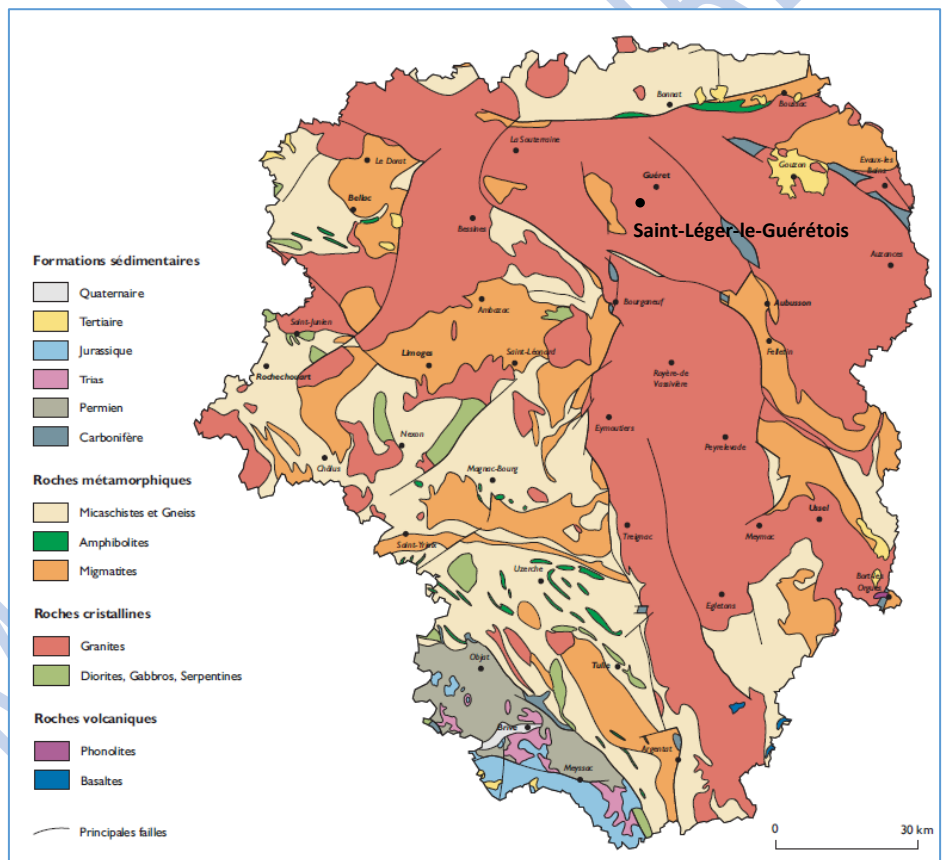 Bonnat
Boussac
La Souterraine
Le Dorat
Gouzon
Evaux-les
Bains
Guéret
Bellac
Saint-Léger-le-Guérétois
Bessines
Auzances
Formations sédimentaires
Quaternaire
Tertiaire
Jurassique
Trias
Permien
Carbonifère
Ambazac
Bourganeuf
Aubusson
Saint-Junien
Felletin
Limoges
Saint-Léonard
Rochechouart
Royère-de
Vassivière
Eymoutiers
Nexon
Peyrelevade
Châlus
Magnac-Bourg
Roches métamorphiques
Micaschistes et Gneiss
Amphibolites
Migmatites
Ussel
Treignac
Meymac
Saint-Yrieix
Uzerche
Bort-les
Orgues
Egletons
Roches cristallines
Granites
Diorites, Gabbros, Serpentines
Objat
Tulle
Roches volcaniques
Phonolites
Basaltes
Brive
Argentat
Meyssac
Principales failles
0
30 km